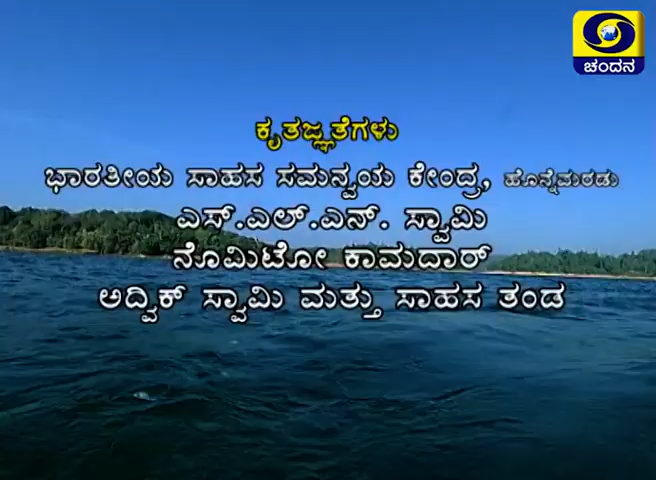 ಚಂದನ
ಕೃತಜ್ಞತೆಗಳು
ಭಾರತೀಯ ಸಾಹಸ ಸಮನ್ವಯ ಕೇಂದ್ರ, ಹೊನ್ನೆಮರಡು
ಎಸ್.ಎಲ್.ಎನ್. ಸ್ವಾಮಿ
ನೊಮಿಟೋ ಕಾಮದಾರ್
ಅದ್ವಿಕ್ ಸ್ವಾಮಿ ಮತ್ತು ಸಾಹಸ ತಂಡ